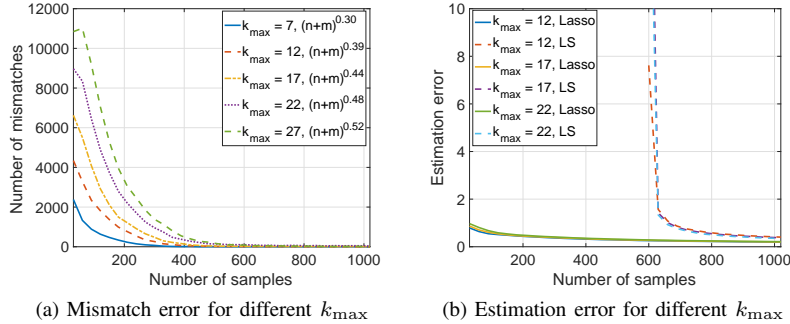 12000
10000
8000
6000
4000
2000
0
Number of mismatches
k_max = 7, (n+m)^0.30
k_max = 12, (n+m)^0.39
k_max = 17, (n+m)^0.44
k_max = 22, (n+m)^0.48
k_max = 27, (n+m)^0.52
200 400 600 800 1000
Number of samples
(a) Mismatch error for different k_max
10
8
6
4
2
0
Estimation error
k_max = 12, Lasso
k_max = 12, LS
k_max = 17, Lasso
k_max = 17, LS
k_max = 22, Lasso
k_max = 22, LS
200 400 600 800 1000
Number of samples
(b) Estimation error for different k_max